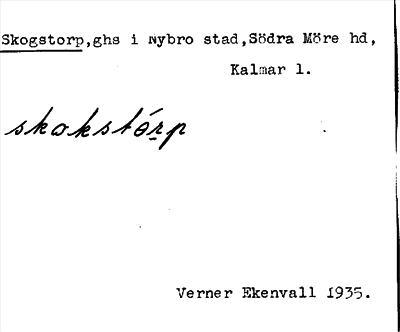 Skogstorp,ghs i Nybro stad,Södra Möre hd,
Kalmar l.
skokstórp
Verner Ekenvall 1935.